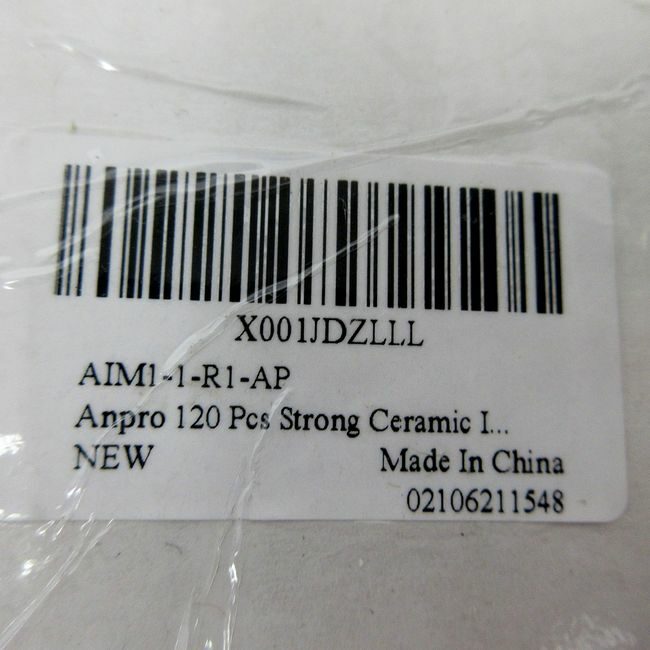 X001JDZLLL
AIM1-1-R1-AP
Anpro 120 Pcs Strong Ceramic I...
NEW
Made In China
02106211548